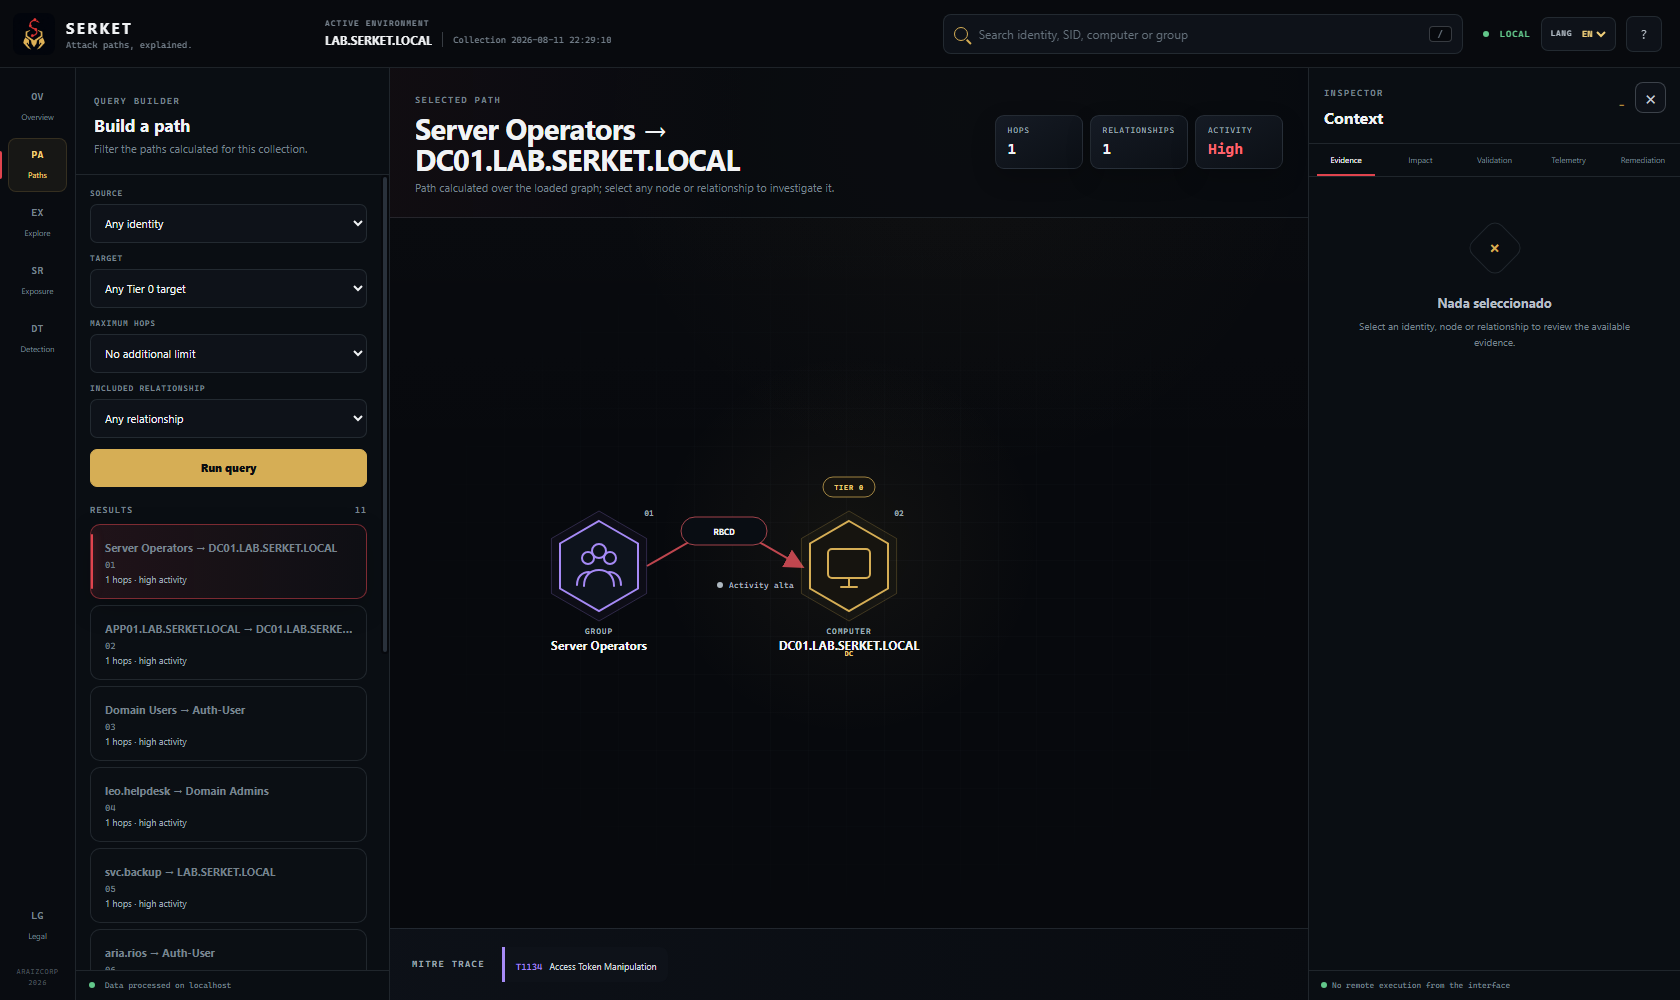 SERKET
Attack paths, explained.
ACTIVE ENVIRONMENT
LAB.SERKET.LOCAL
Collection 2026-08-11 22:29:10
Search identity, SID, computer or group
/
LOCAL
LANG
EN
?
OV
Overview
PA
Paths
EX
Explore
SR
Exposure
DT
Detection
LG
Legal
ARAIZCORP
2026
QUERY BUILDER
Build a path
Filter the paths calculated for this collection.
SOURCE
Any identity
TARGET
Any Tier 0 target
MAXIMUM HOPS
No additional limit
INCLUDED RELATIONSHIP
Any relationship
Run query
RESULTS
11
Server Operators → DC01.LAB.SERKET.LOCAL
01
1 hops · high activity
APP01.LAB.SERKET.LOCAL → DC01.LAB.SERKE...
02
1 hops · high activity
Domain Users → Auth-User
03
1 hops · high activity
leo.helpdesk → Domain Admins
04
1 hops · high activity
svc.backup → LAB.SERKET.LOCAL
05
1 hops · high activity
aria.rios → Auth-User
06
Data processed on localhost
SELECTED PATH
Server Operators →
DC01.LAB.SERKET.LOCAL
Path calculated over the loaded graph; select any node or relationship to investigate it.
HOPS
1
RELATIONSHIPS
1
ACTIVITY
High
01
RBCD
Activity alta
GROUP
Server Operators
TIER 0
02
COMPUTER
DC01.LAB.SERKET.LOCAL
DC
MITRE TRACE
T1134 Access Token Manipulation
INSPECTOR
Context
Evidence
Impact
Validation
Telemetry
Remediation
Nada seleccionado
Select an identity, node or relationship to review the available
evidence.
No remote execution from the interface